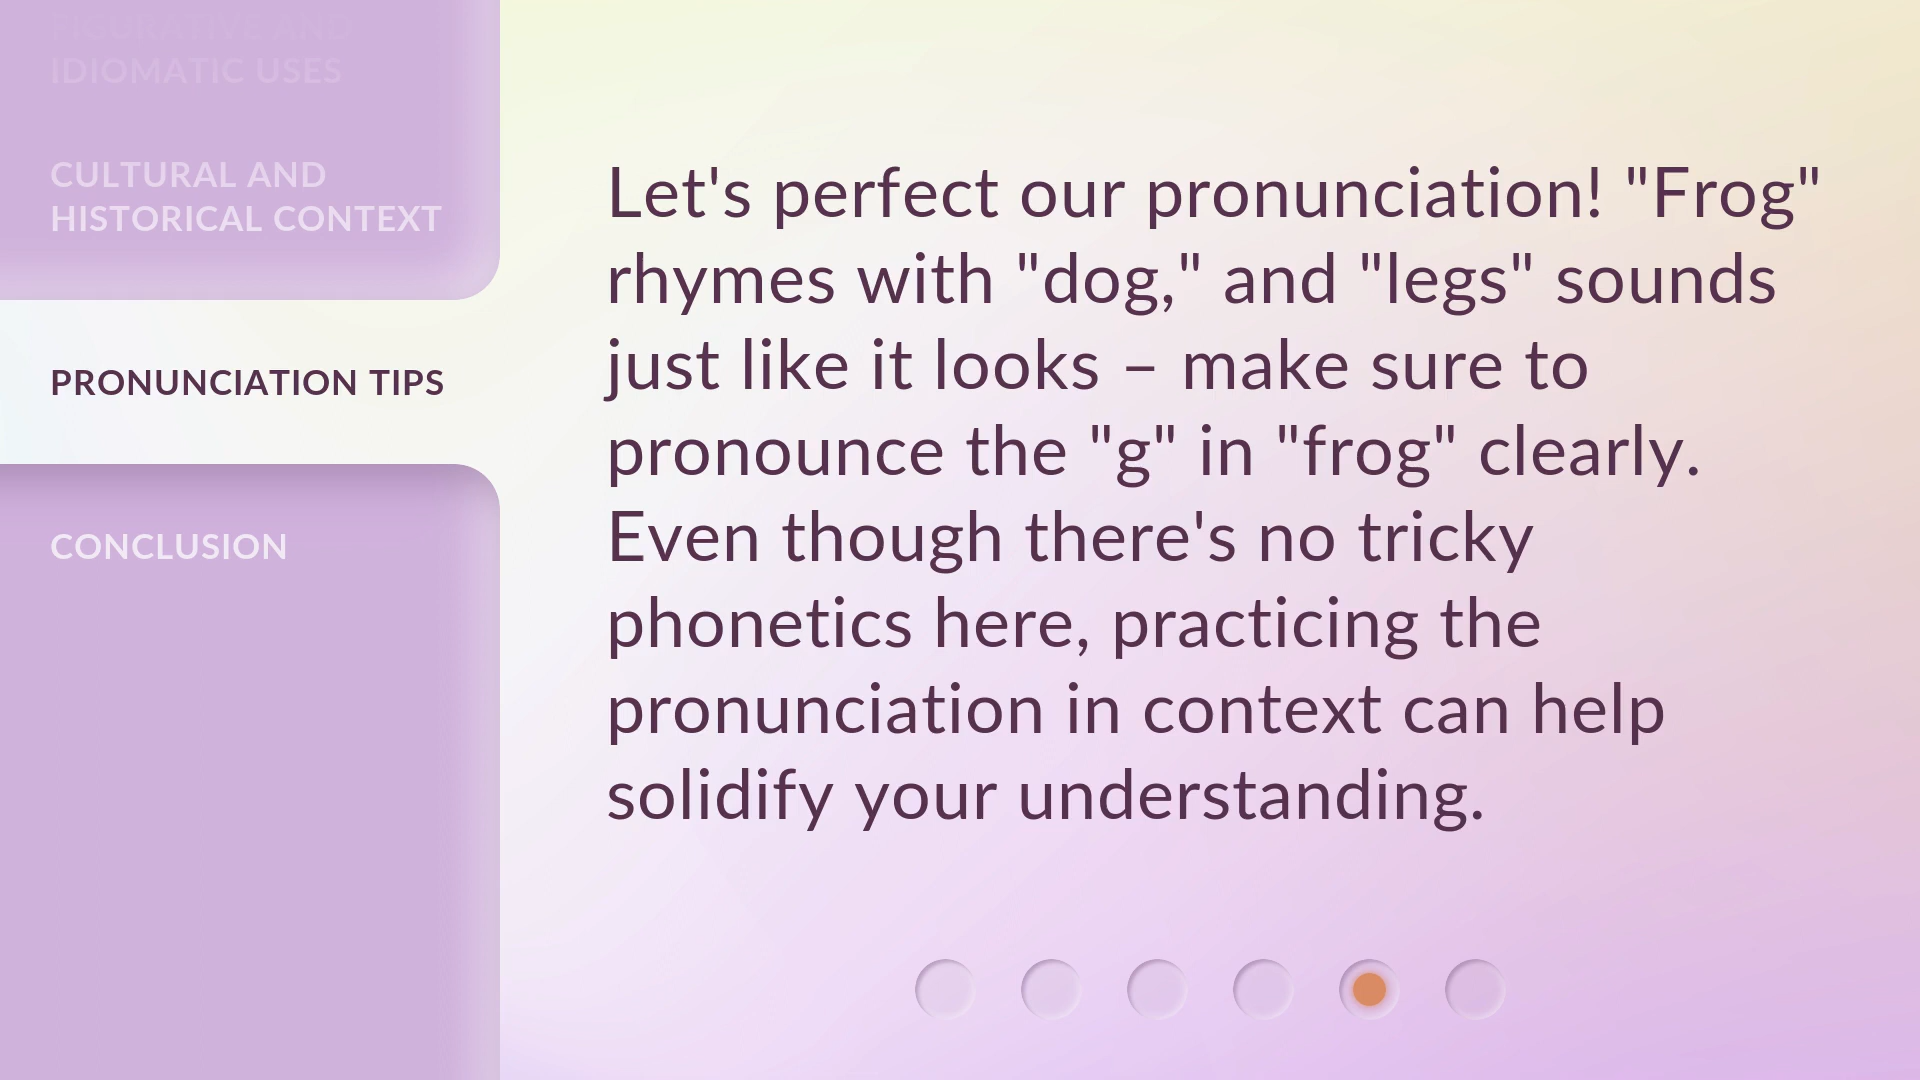 FIGURATIVE AND
IDIOMATIC USES
CULTURAL AND
HISTORICAL CONTEXT
PRONUNCIATION TIPS
CONCLUSION
Let's perfect our pronunciation! "Frog"
rhymes with "dog," and "legs" sounds
just like it looks – make sure to
pronounce the "g" in "frog" clearly.
Even though there's no tricky
phonetics here, practicing the
pronunciation in context can help
solidify your understanding.